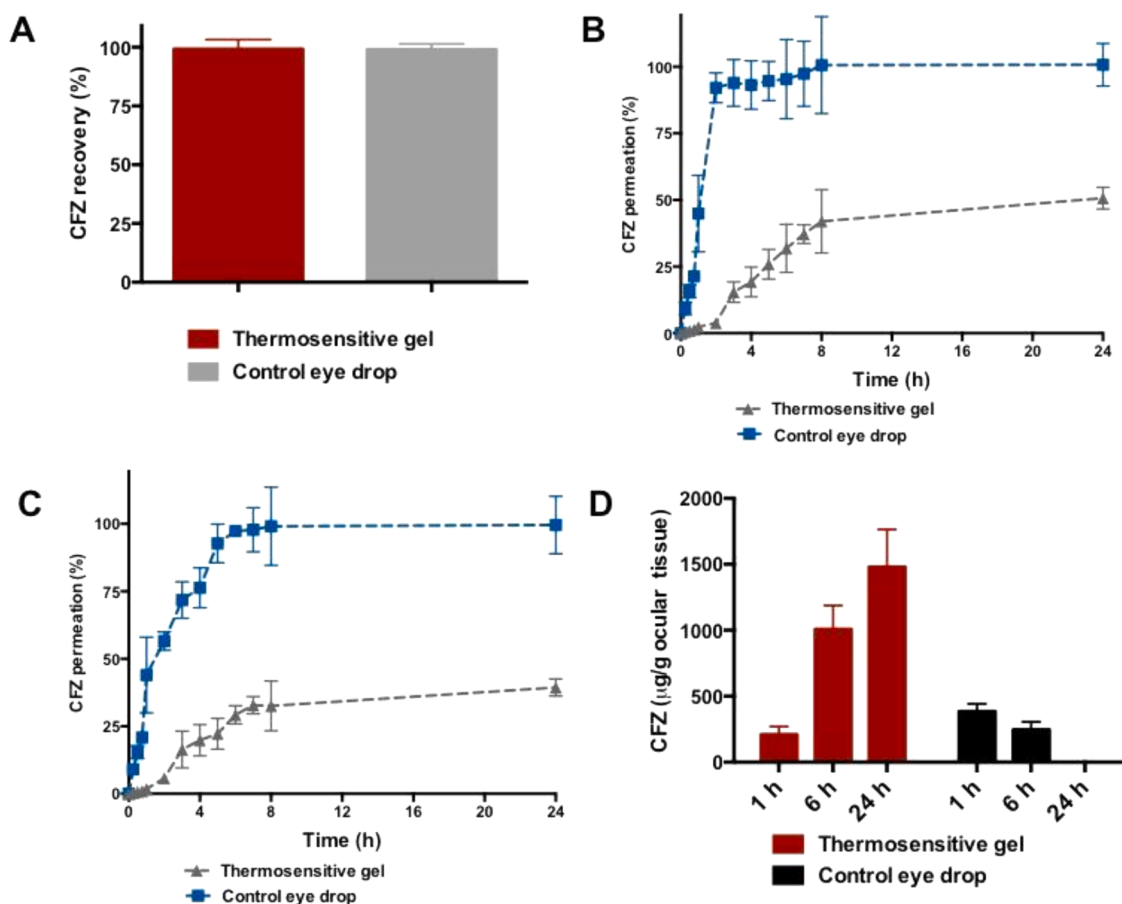 A
CFZ recovery (%)
100
75
50
25
0
Thermosensitive gel
Control eye drop
B
CFZ permeation (%)
100
75
50
25
0
0 4 8 12 16 20 24
Time (h)
Thermosensitive gel
Control eye drop
C
CFZ permeation (%)
100
75
50
25
0
0 4 8 12 16 20 24
Time (h)
Thermosensitive gel
Control eye drop
D
CFZ (µg/g ocular tissue)
2000
1500
1000
500
0
1 h 6 h 24 h 1 h 6 h 24 h
Thermosensitive gel
Control eye drop